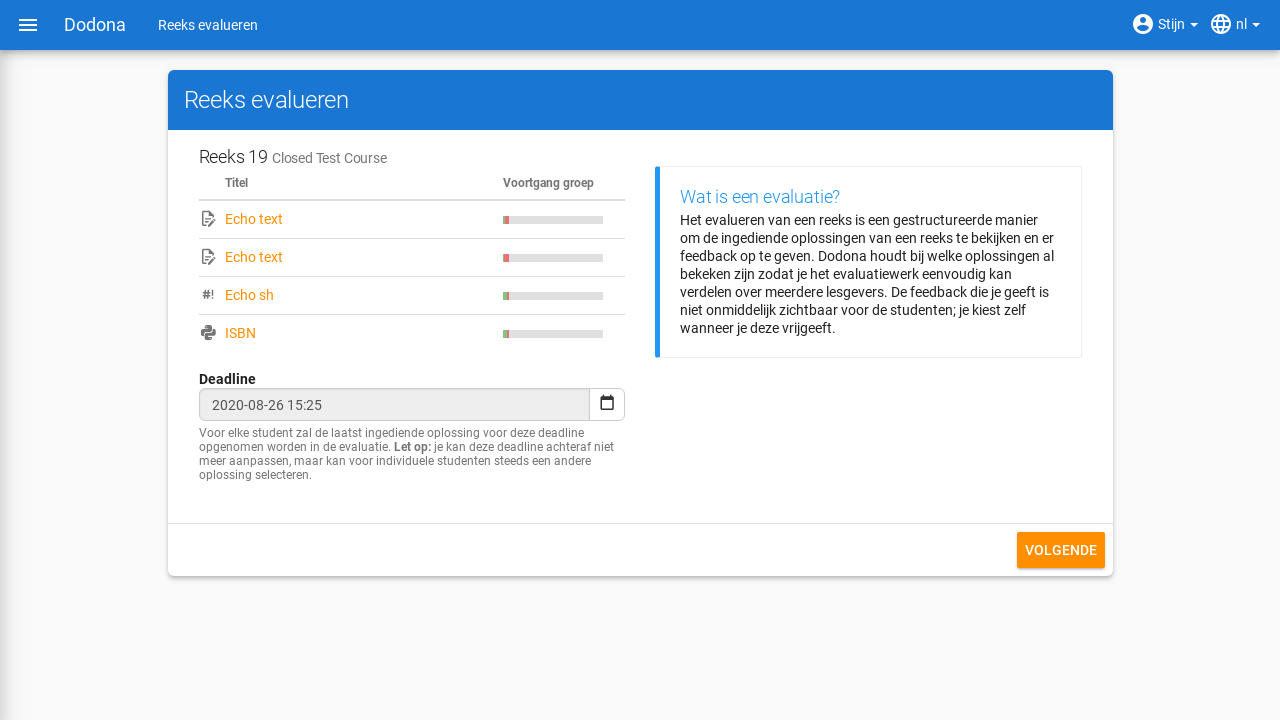 Dodona
Reeks evalueren
Stijn
nl
Reeks evalueren
Reeks 19 Closed Test Course
Titel
Voortgang groep
Echo text
Echo text
#! Echo sh
ISBN
Deadline
2020-08-26 15:25
Voor elke student zal de laatst ingediende oplossing voor deze deadline
opgenomen worden in de evaluatie. Let op: je kan deze deadline achteraf niet
meer aanpassen, maar kan voor individuele studenten steeds een andere
oplossing selecteren.
Wat is een evaluatie?
Het evalueren van een reeks is een gestructureerde manier
om de ingediende oplossingen van een reeks te bekijken en er
feedback op te geven. Dodona houdt bij welke oplossingen al
bekeken zijn zodat je het evaluatiewerk eenvoudig kan
verdelen over meerdere lesgevers. De feedback die je geeft is
niet onmiddelijk zichtbaar voor de studenten; je kiest zelf
wanneer je deze vrijgeeft.
VOLGENDE